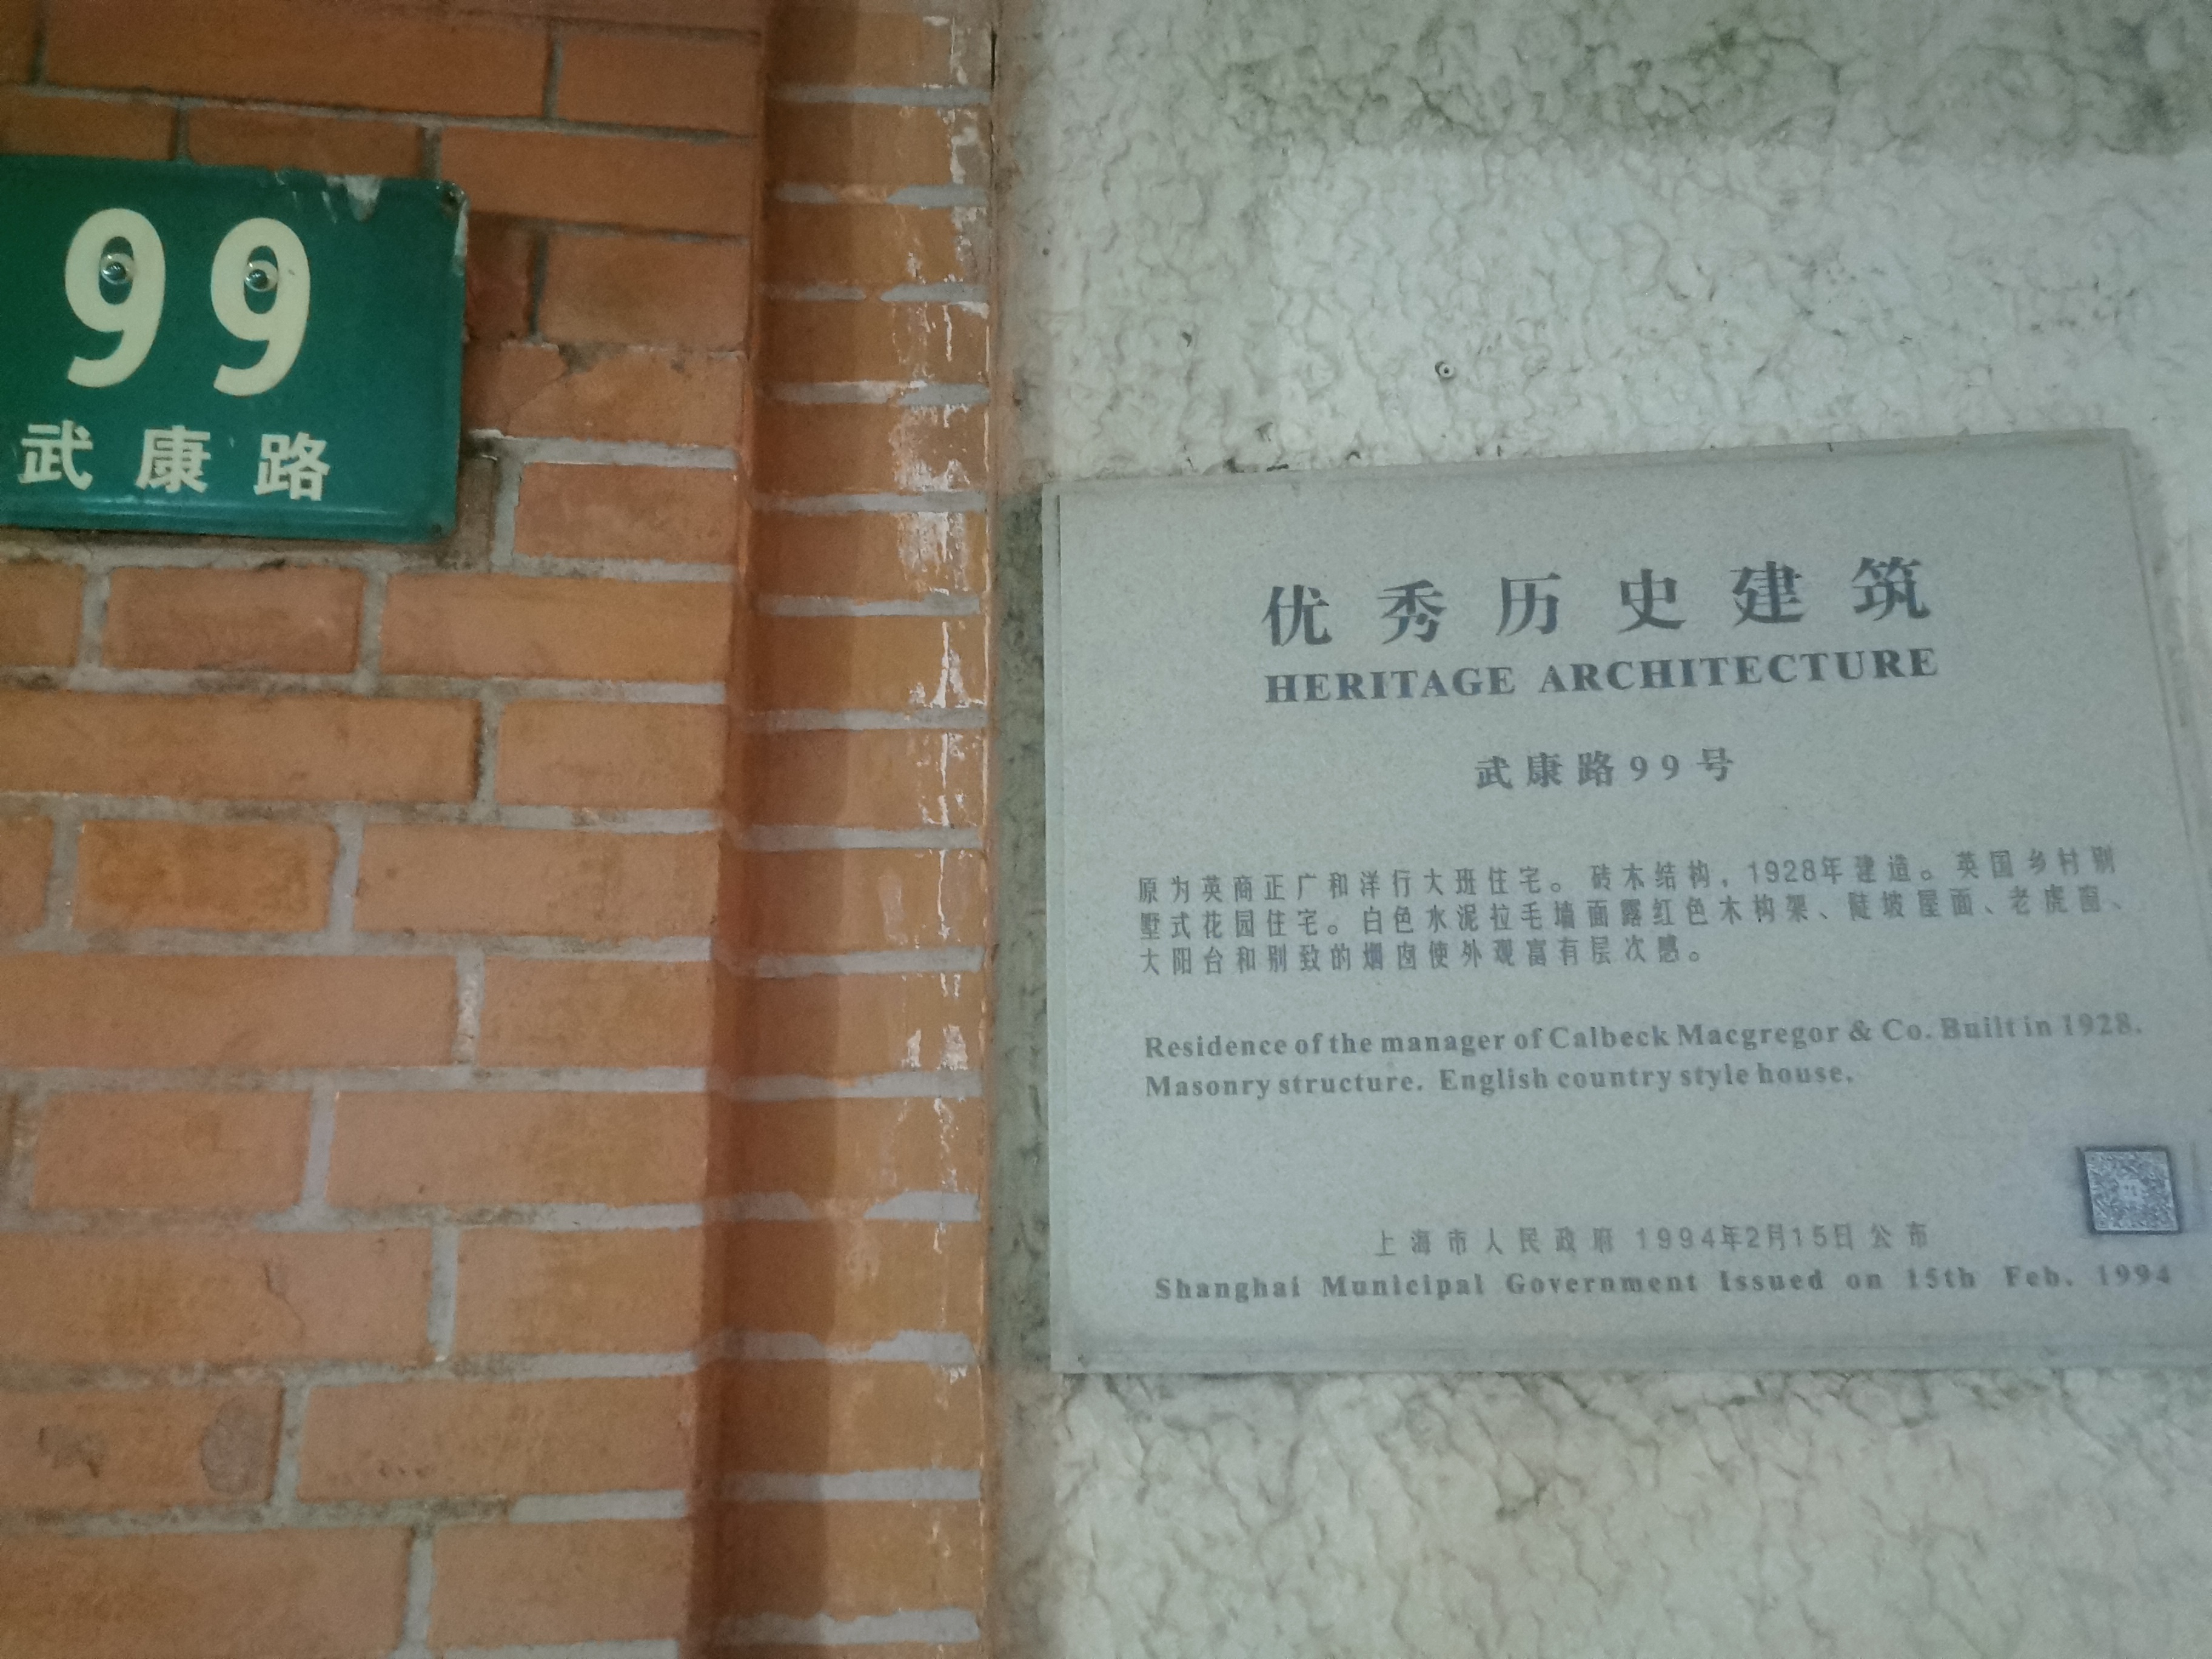 99
武康路
优秀历史建筑
HERITAGE ARCHITECTURE
武康路99号
原为英商正广和洋行大班住宅。砖木结构，1928年建造。英国乡村别
墅式花园住宅。白色水泥拉毛墙面露红色木构架、陡坡屋面、老虎窗、
大阳台和别致的烟囱使外观富有层次感。
Residence of the manager of Calbeck Macgregor & Co. Built in 1928.
Masonry structure. English country style house.
上海市人民政府 1994年2月15日公布
Shanghai Municipal Government Issued on 15th Feb. 1994